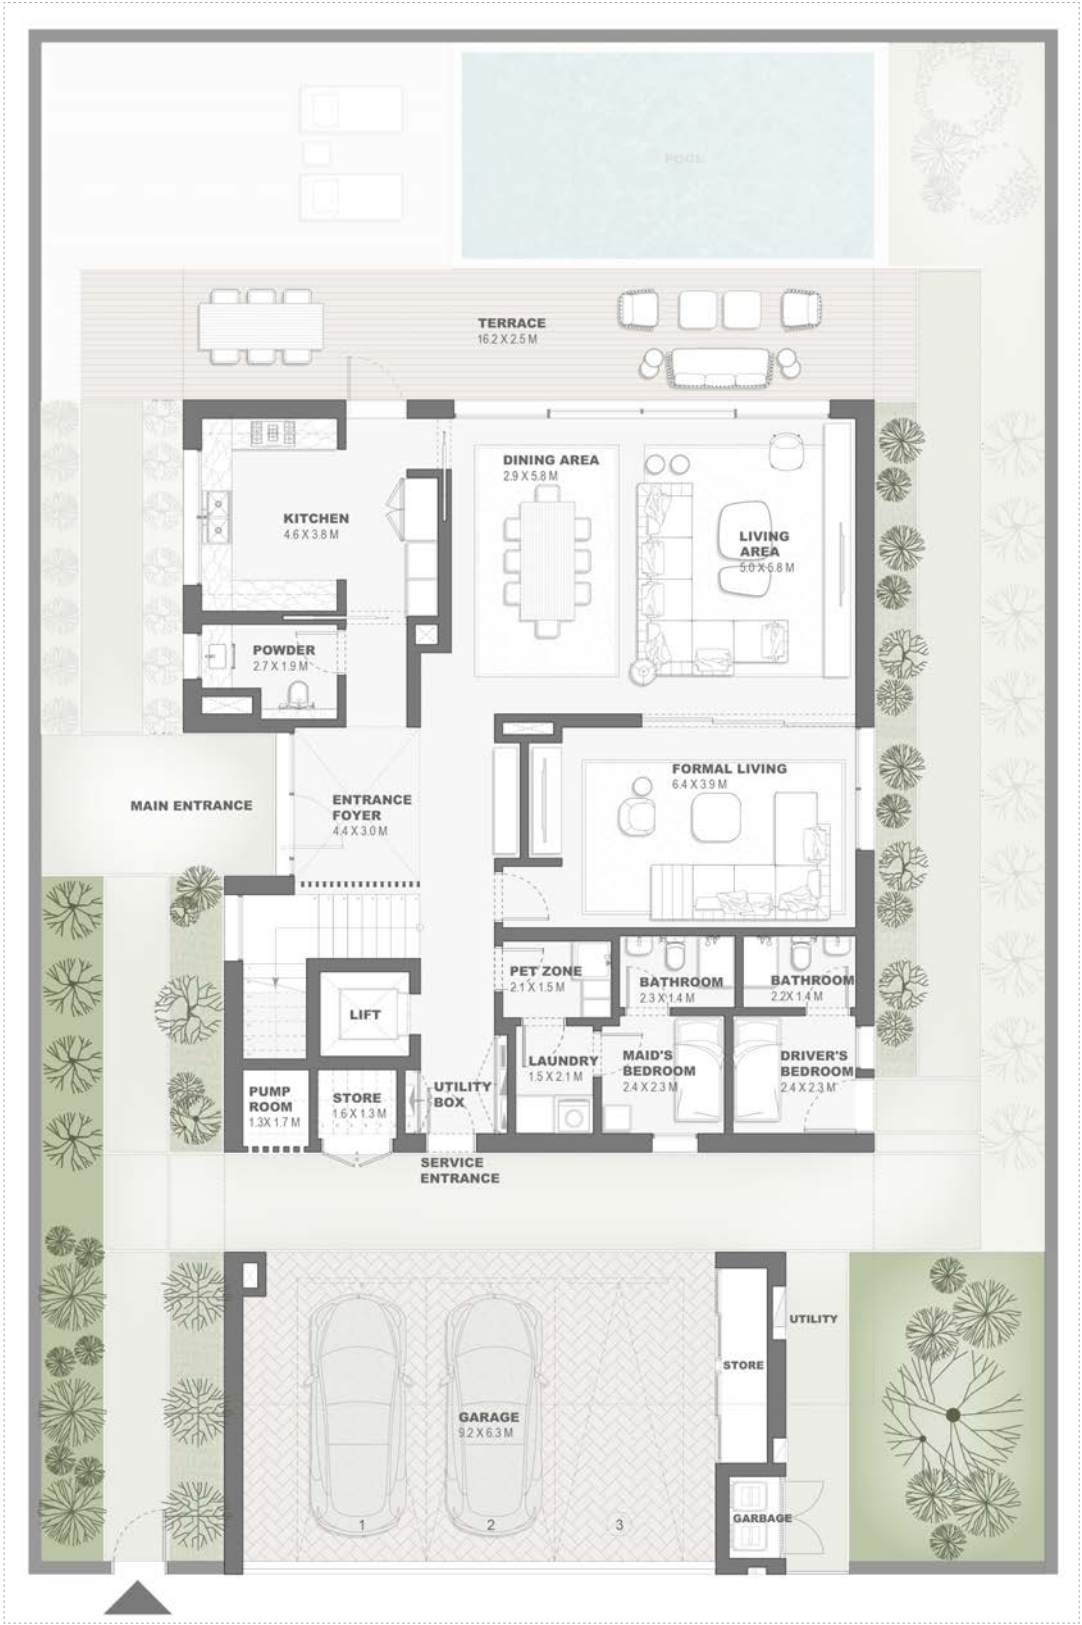 POOL
TERRACE
16.2 X 2.5 M
DINING AREA
2.9 X 5.8 M
KITCHEN
4.6 X 3.8 M
LIVING
AREA
5.0 X 5.8 M
POWDER
2.7 X 1.9 M
FORMAL LIVING
6.4 X 3.9 M
MAIN ENTRANCE
ENTRANCE
FOYER
4.4 X 3.0 M
PET ZONE
2.1 X 1.5 M
BATHROOM
2.3 X 1.4 M
BATHROOM
2.2X 1.4 M
LIFT
LAUNDRY
1.5 X 2.1 M
MAID'S
BEDROOM
2.4 X 2.3 M
DRIVER'S
BEDROOM
2.4 X 2.3 M
PUMP
ROOM
1.3X 1.7 M
STORE
1.6 X 1.3 M
UTILITY
BOX
SERVICE
ENTRANCE
UTILITY
STORE
GARAGE
9.2 X 6.3 M
GARBAGE
1
2
3